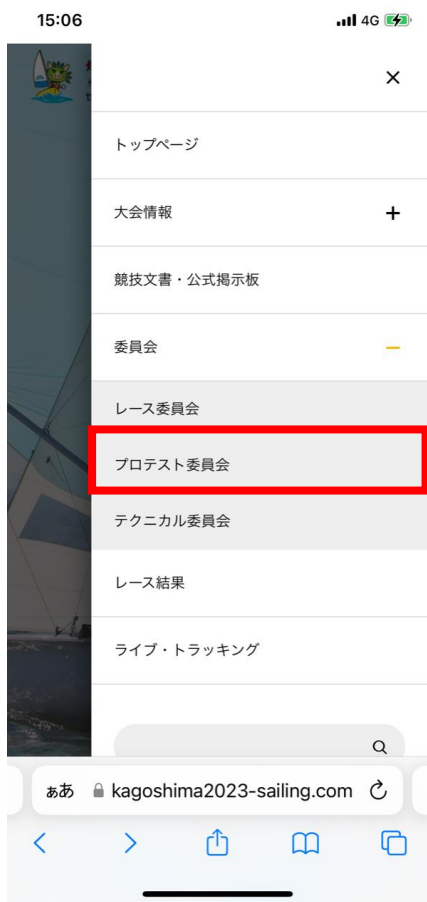 15:06
4G
トップページ
大会情報
競技文書・公式掲示板
委員会
レース委員会
プロテスト委員会
テクニカル委員会
レース結果
ライブ・トラッキング
ぁあ
kagoshima2023-sailing.com